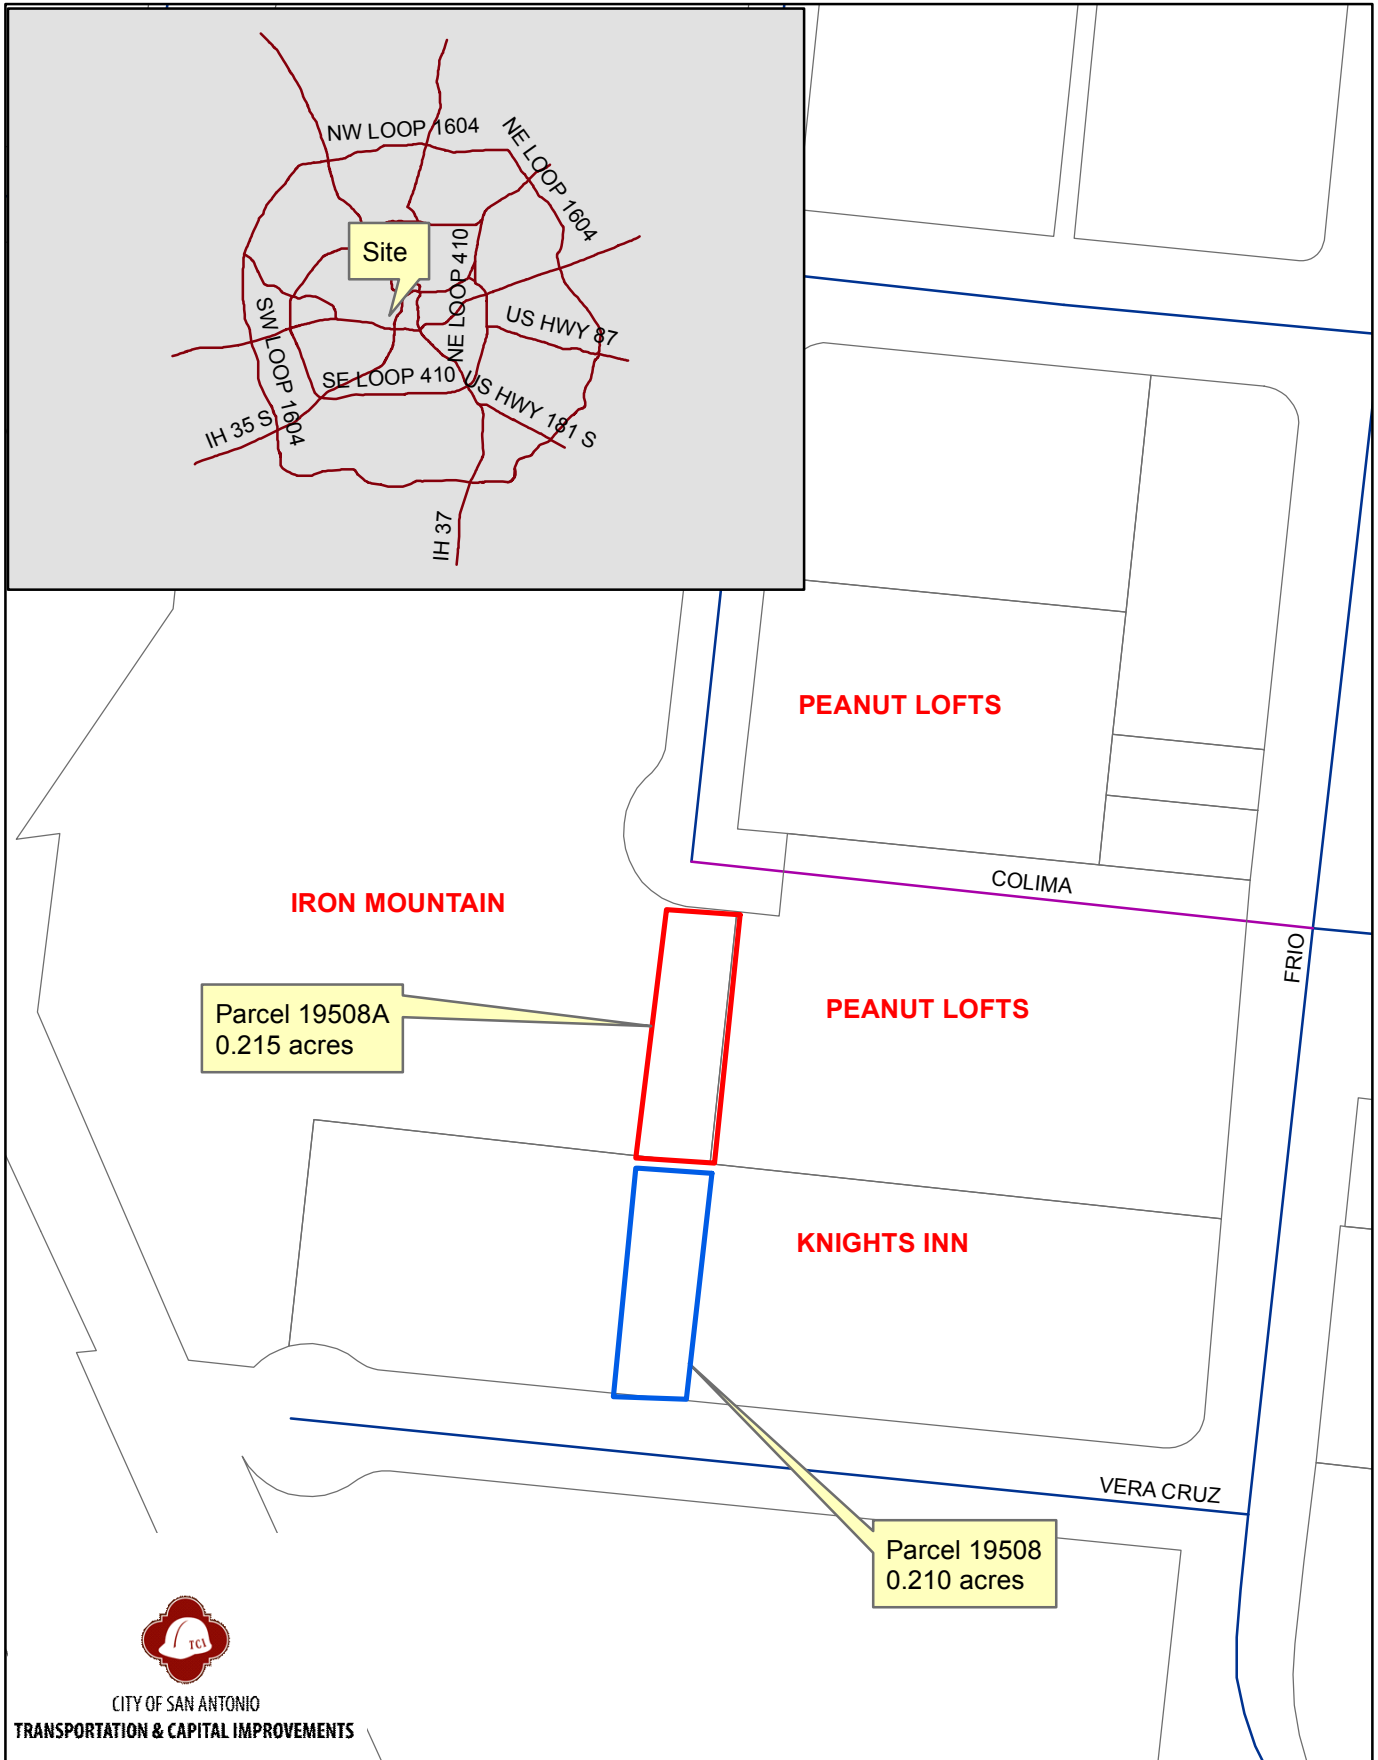 NW LOOP 1604
NE LOOP 1604
Site
NE LOOP 410
SW LOOP 1604
US HWY 87
SE LOOP 410
US HWY 181 S
IH 35 S
IH 37
PEANUT LOFTS
COLIMA
IRON MOUNTAIN
FRIO
Parcel 19508A
0.215 acres
PEANUT LOFTS
KNIGHTS INN
VERA CRUZ
Parcel 19508
0.210 acres
TCI
CITY OF SAN ANTONIO
TRANSPORTATION & CAPITAL IMPROVEMENTS